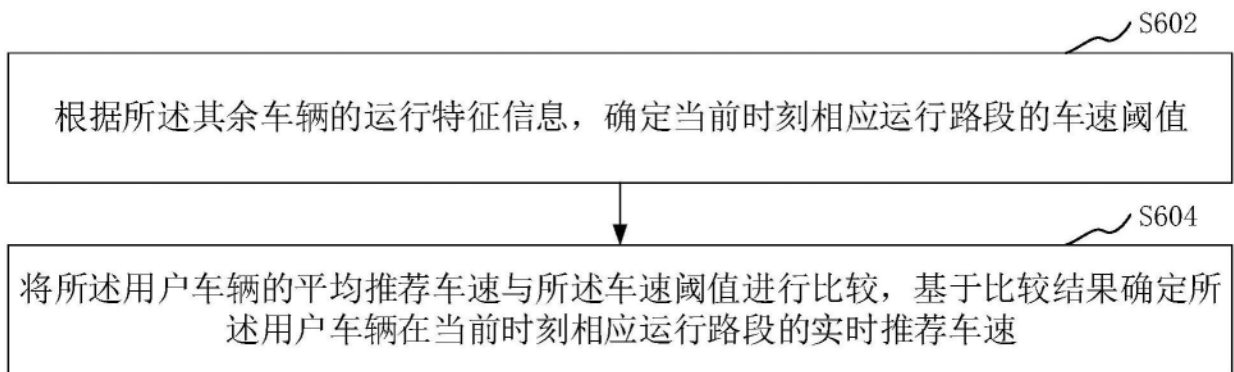 S602
根据所述其余车辆的运行特征信息，确定当前时刻相应运行路段的车速阈值
S604
将所述用户车辆的平均推荐车速与所述车速阈值进行比较，基于比较结果确定所
述用户车辆在当前时刻相应运行路段的实时推荐车速